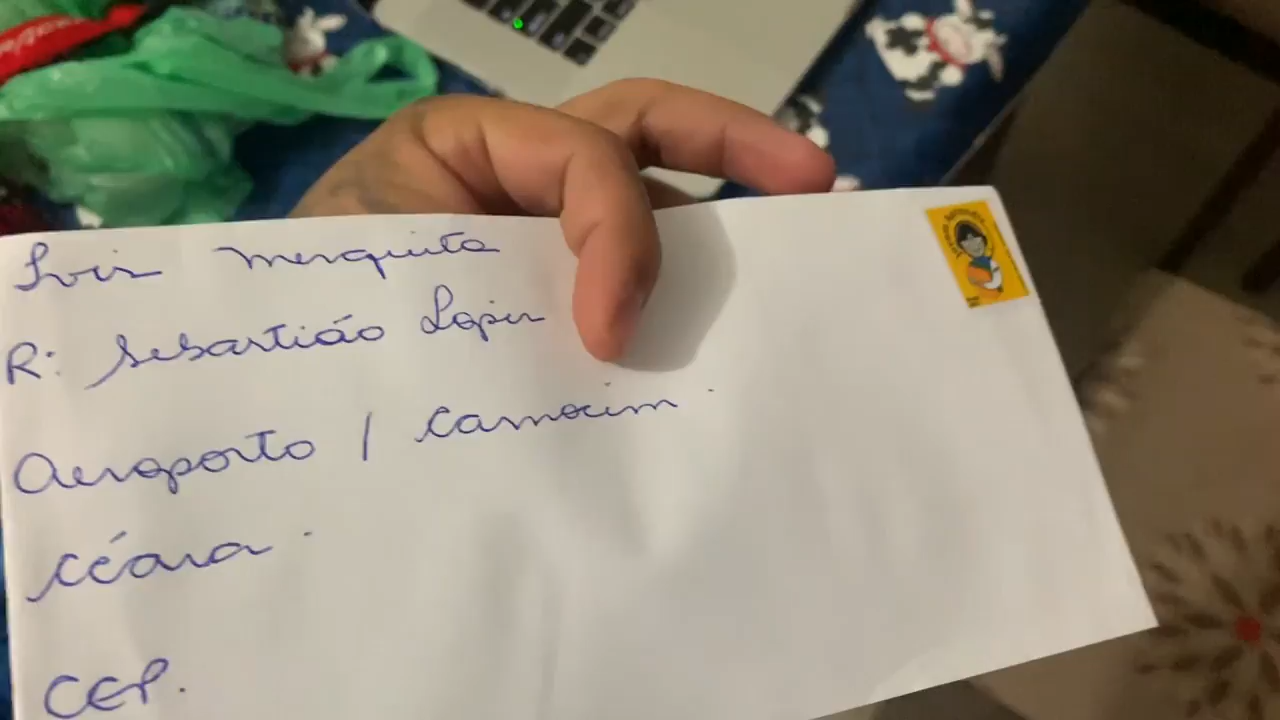 Luis Mesquita
R: Sebastião Lopes
Aeroporto / Camocim.
Céara.
CEP.